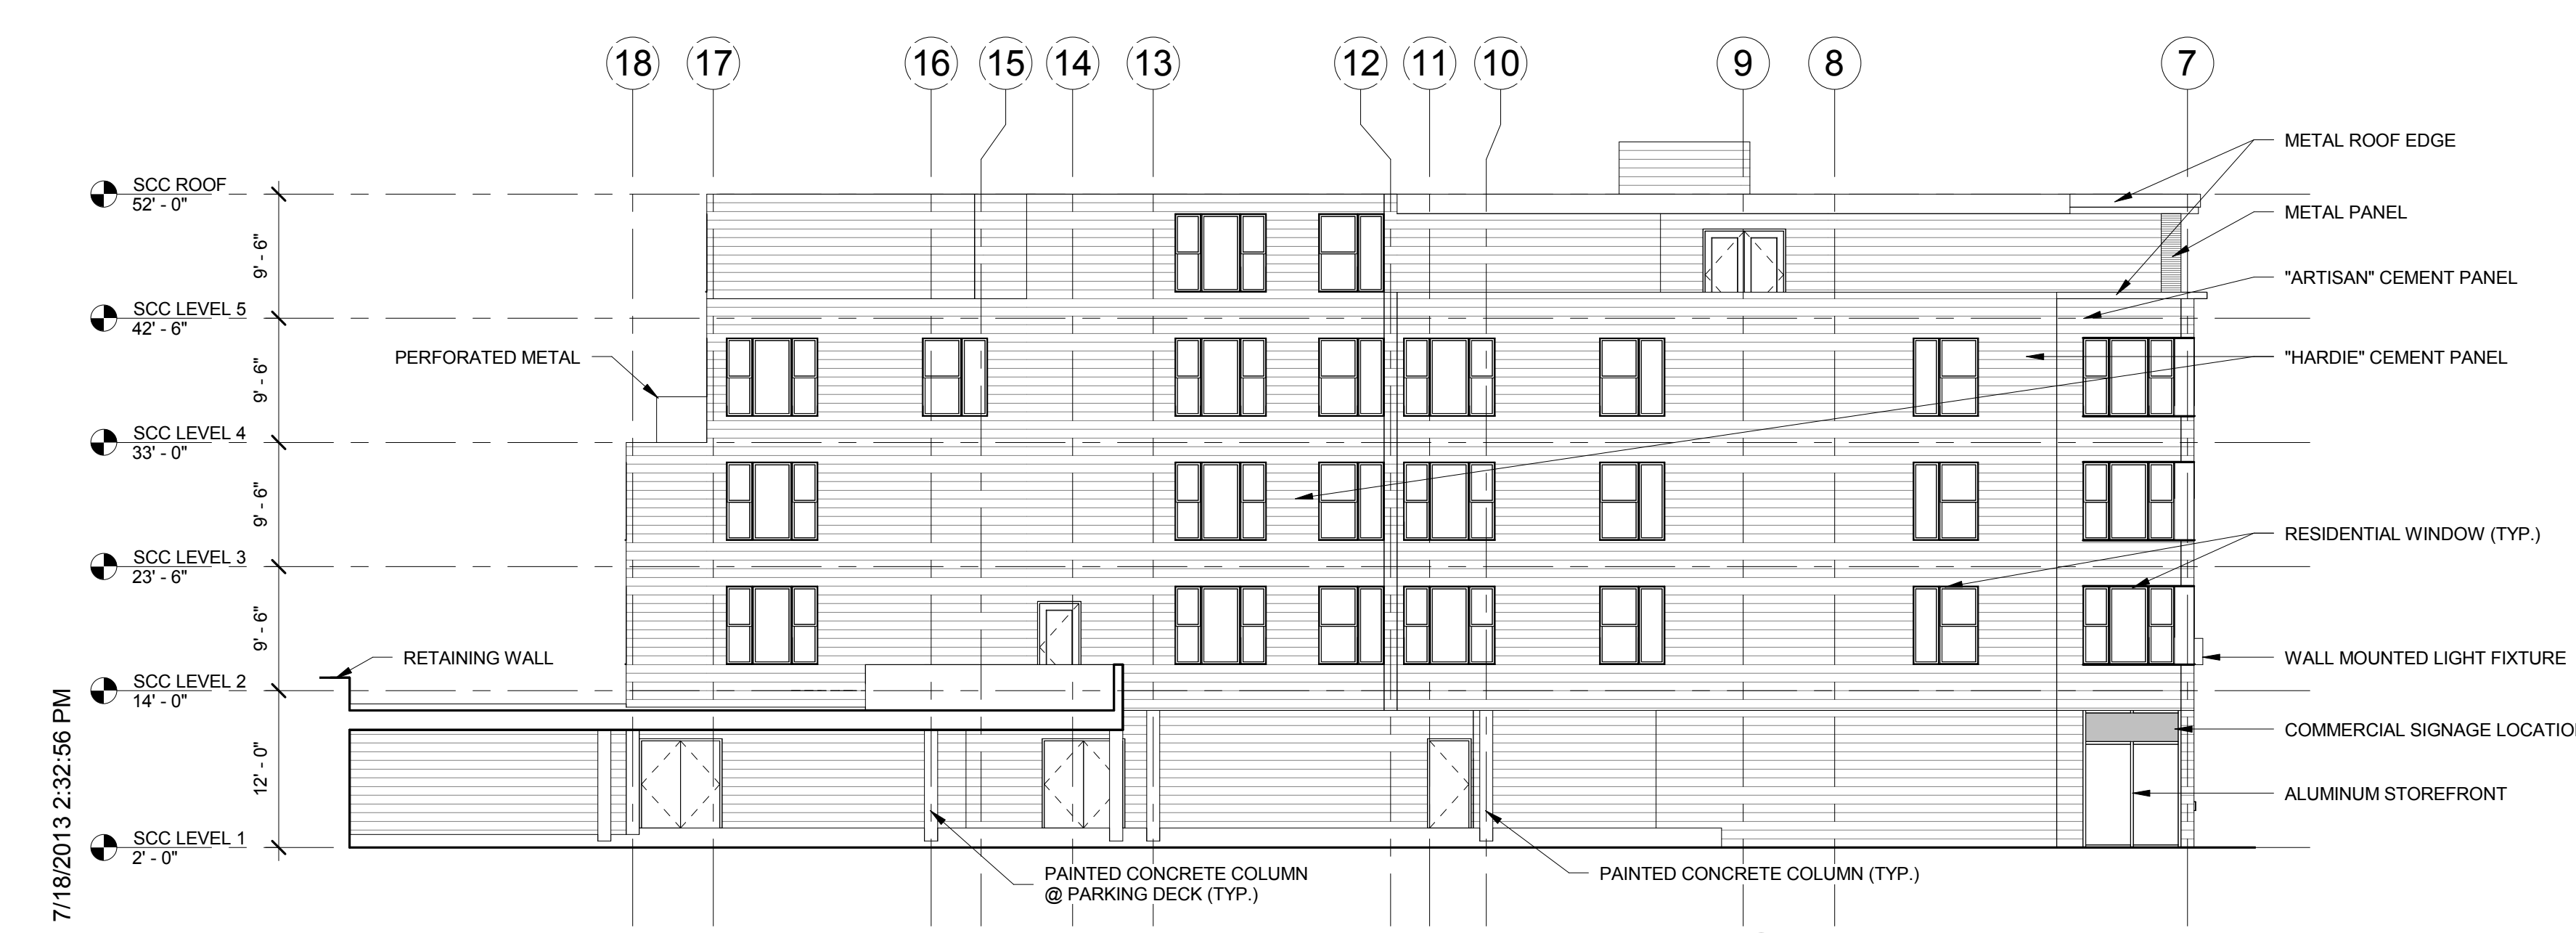 18 17 16 15 14 13 12 11 10 9 8 7
METAL ROOF EDGE
SCC ROOF
52' - 0"
METAL PANEL
9' - 6"
"ARTISAN" CEMENT PANEL
SCC LEVEL 5
42' - 6"
PERFORATED METAL
"HARDIE" CEMENT PANEL
9' - 6"
SCC LEVEL 4
33' - 0"
9' - 6"
RESIDENTIAL WINDOW (TYP.)
SCC LEVEL 3
23' - 6"
9' - 6"
RETAINING WALL
WALL MOUNTED LIGHT FIXTURE
SCC LEVEL 2
14' - 0"
COMMERCIAL SIGNAGE LOCATIO
12' - 0"
ALUMINUM STOREFRONT
SCC LEVEL 1
2' - 0"
PAINTED CONCRETE COLUMN
@ PARKING DECK (TYP.)
PAINTED CONCRETE COLUMN (TYP.)
7/18/2013 2:32:56 PM